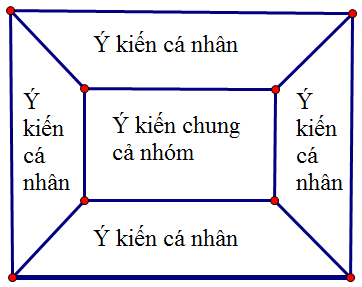 Ý kiến cá nhân
Ý
kiến
cá
nhân
Ý kiến chung
cả nhóm
Ý
kiến
cá
nhân
Ý kiến cá nhân